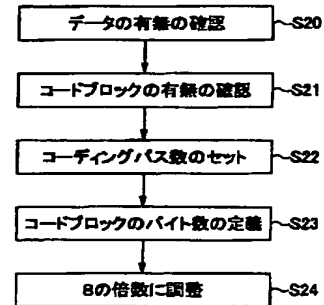 データの有無の確認 S20
コードブロックの有無の確認 S21
コーディングパス数のセット S22
コードブロックのバイト数の定義 S23
8の倍数に調整 S24